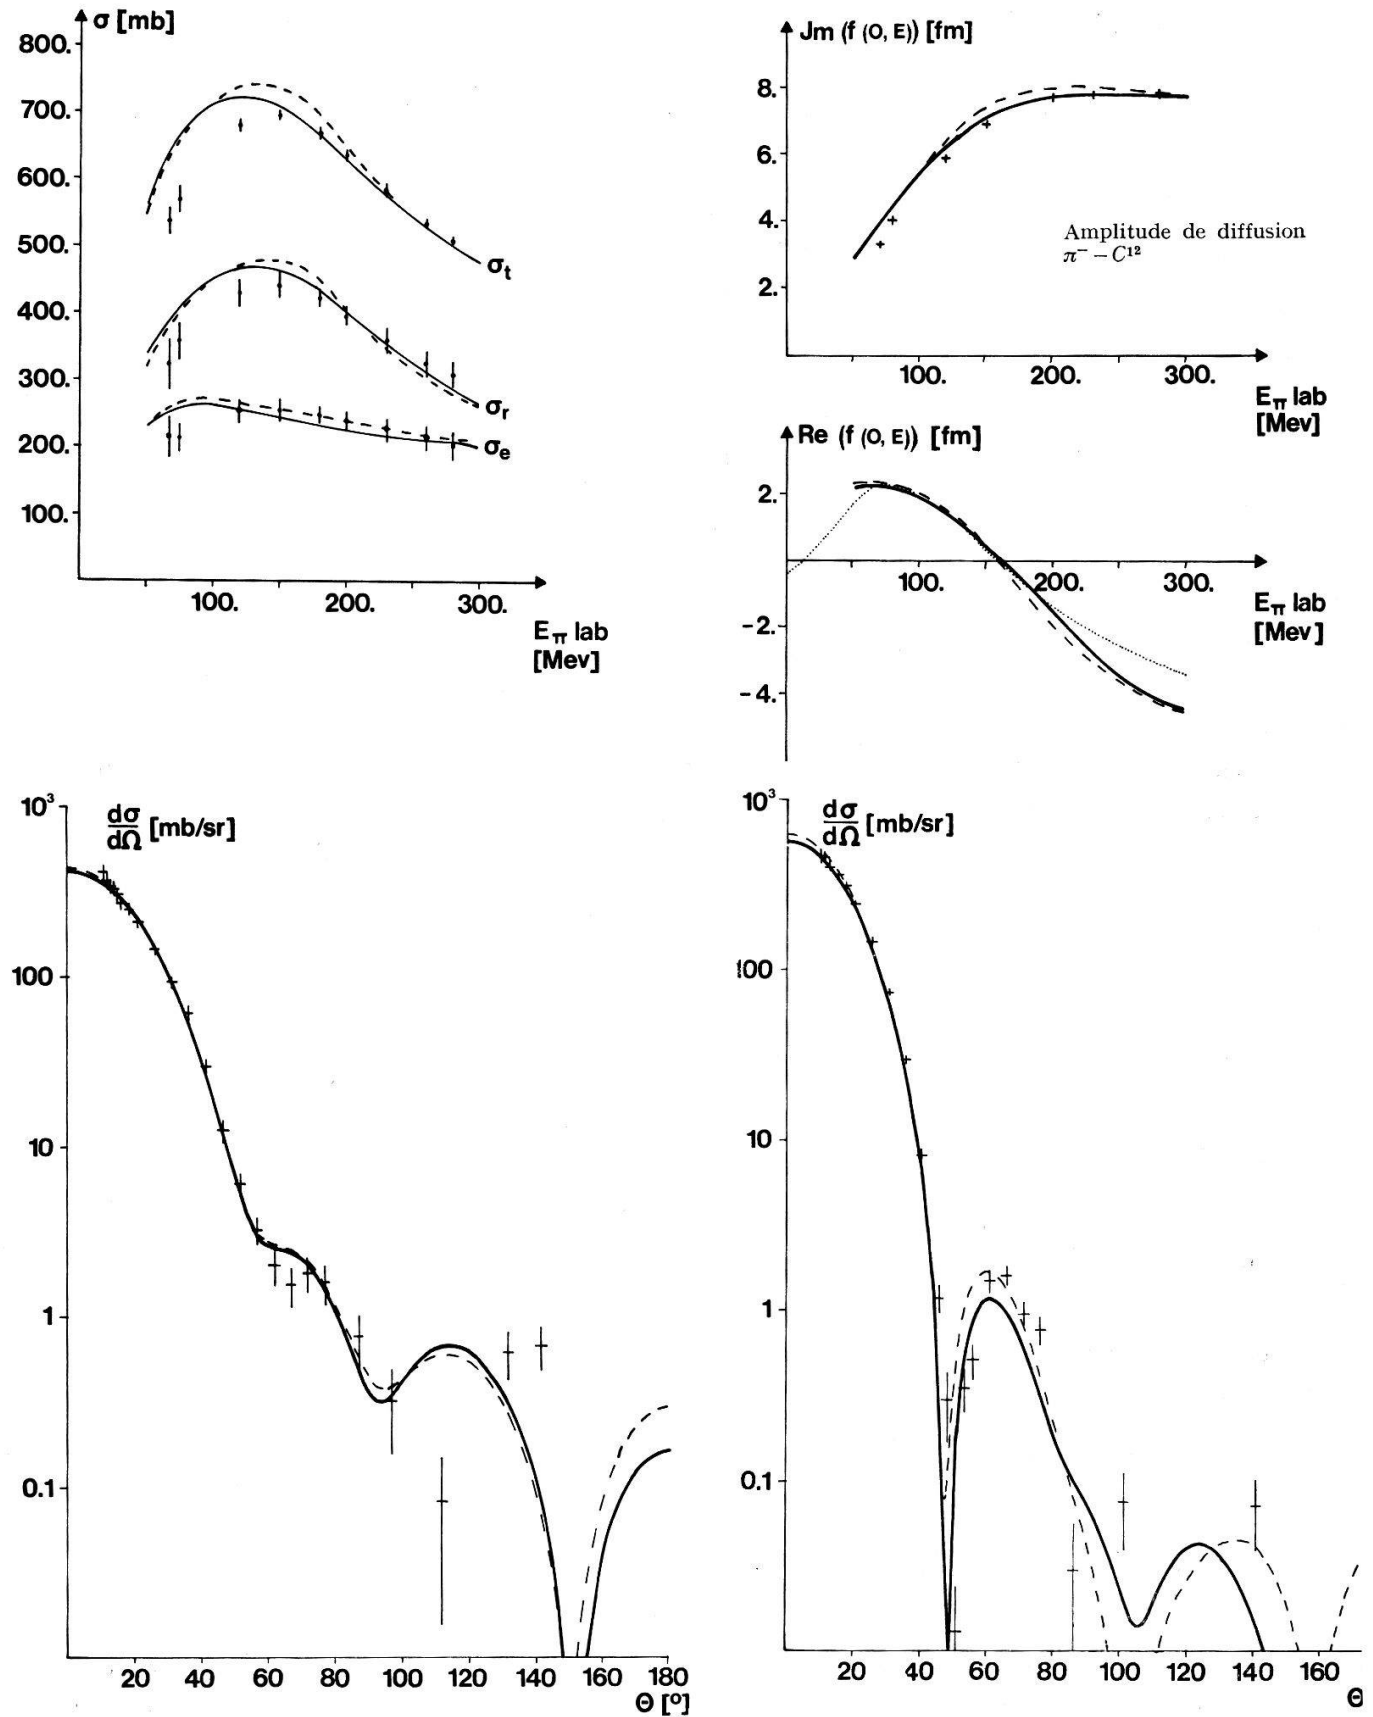 σ [mb]
800.
700.
600.
500.
400.
300.
200.
100.
σt
σr
σe
100. 200. 300.
Eπ lab
[Mev]
Jm (f (O, E)) [fm]
8.
6.
4.
2.
Amplitude de diffusion
π⁻ – C¹²
100. 200. 300.
Eπ lab
[Mev]
Re (f (O, E)) [fm]
2.
-2.
-4.
100. 200. 300.
Eπ lab
[Mev]
dσ
dΩ [mb/sr]
10³
100
10
1
0.1
20 40 60 80 100 120 140 160 180
Θ [°]
dσ
dΩ [mb/sr]
10³
100
10
1
0.1
20 40 60 80 100 120 140 160
Θ